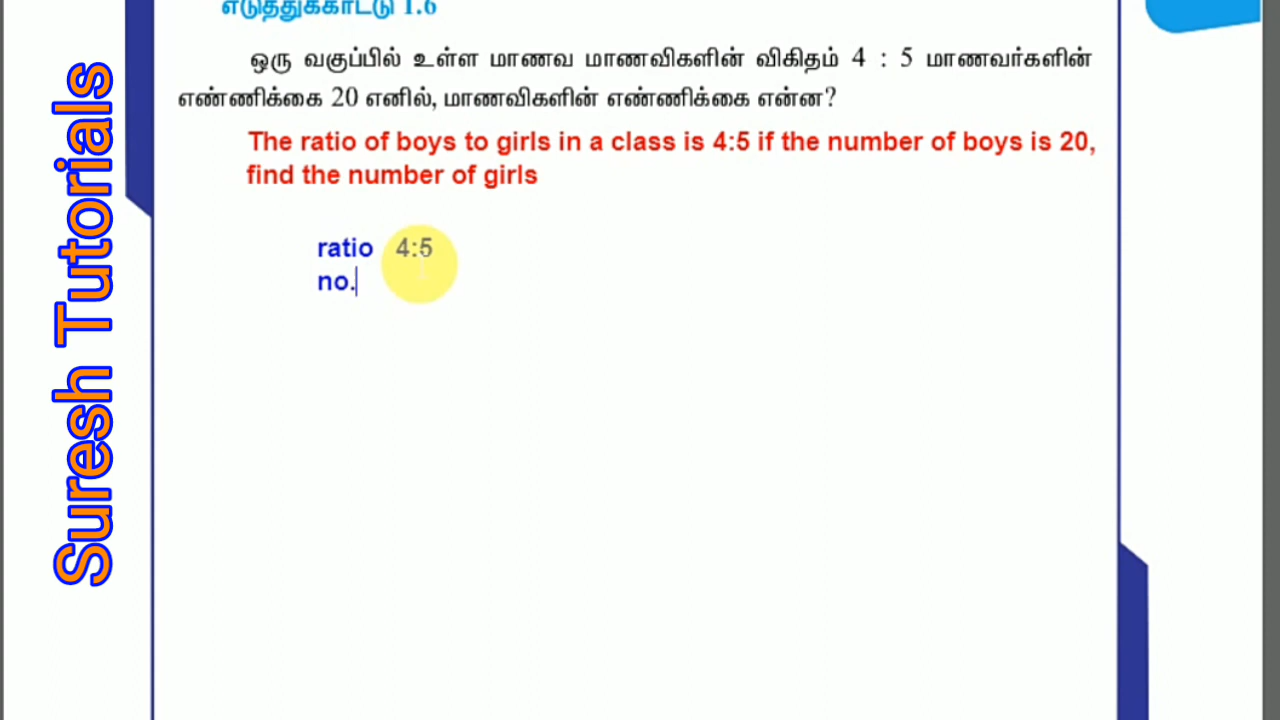 எடுத்துக்காட்டு 1.6
ஒரு வகுப்பில் உள்ள மாணவ மாணவிகளின் விகிதம் 4 : 5 மாணவர்களின்
எண்ணிக்கை 20 எனில், மாணவிகளின் எண்ணிக்கை என்ன?
The ratio of boys to girls in a class is 4:5 if the number of boys is 20,
find the number of girls
ratio 4:5
no.
Suresh Tutorials